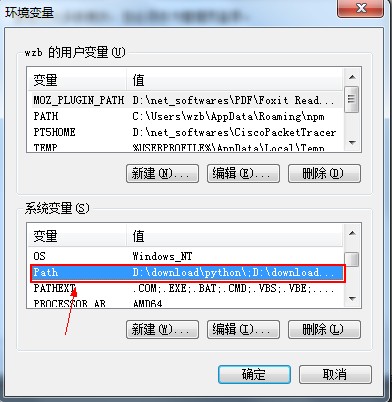 环境变量
wzb 的用户变量(U)
变量 值
MOZ_PLUGIN_PATH D:\net_softwares\PDF\Foxit Read...
PATH C:\Users\wzb\AppData\Roaming\npm
PT5HOME D:\net_softwares\CiscoPacketTracer
TEMP %USERPROFILE%\AppData\Local\Temp
新建(N)... 编辑(E)... 删除(D)
系统变量(S)
变量 值
OS Windows_NT
Path D:\download\python\;D:\download...
PATHEXT .COM;.EXE;.BAT;.CMD;.VBS;.VBE;....
PROCESSOR_AR AMD64
新建(W)... 编辑(I)... 删除(L)
确定 取消